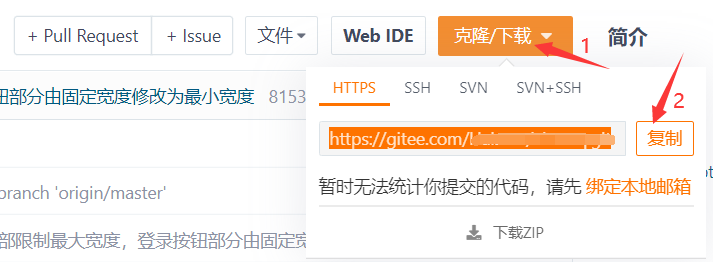 + Pull Request + Issue 文件 Web IDE 克隆/下载 1 简介
HTTPS SSH SVN SVN+SSH
钮部分由固定宽度修改为最小宽度 8153
2
https://gitee.com/ 复制
暂时无法统计你提交的代码，请先 绑定本地邮箱
branch 'origin/master'
下载ZIP
部限制最大宽度，登录按钮部分由固定宽